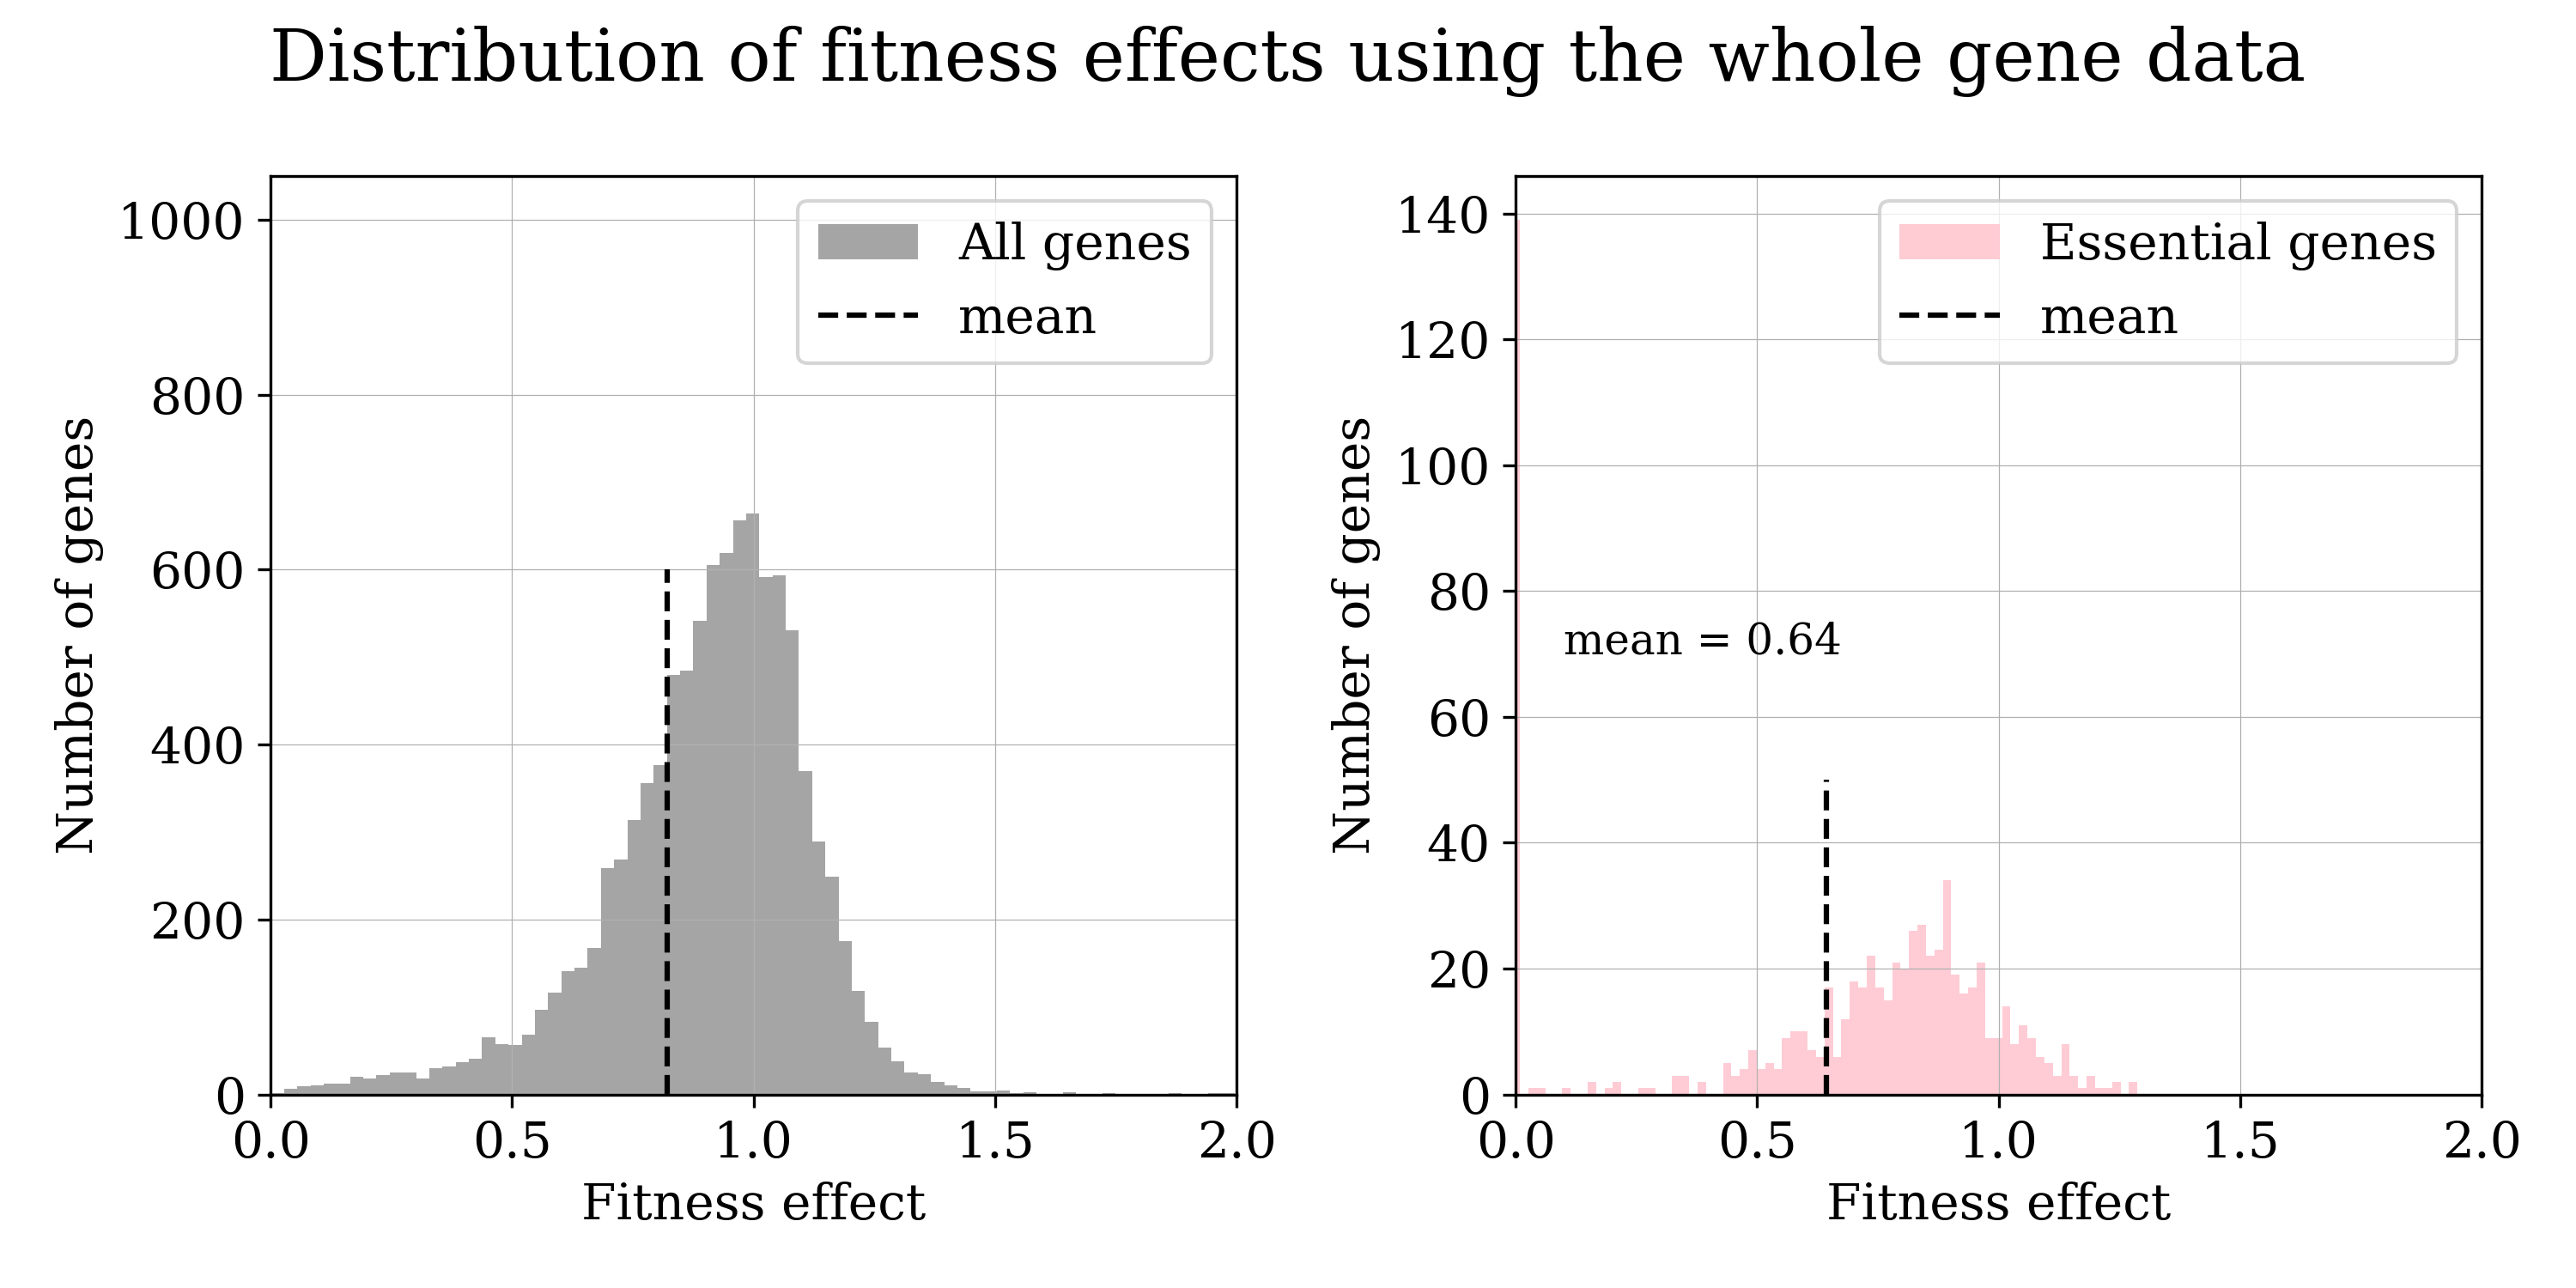 Distribution of fitness effects using the whole gene data
1000
800
600
400
200
0
Number of genes
All genes
mean
0.0 0.5 1.0 1.5 2.0
Fitness effect
140
120
100
80
60
40
20
0
Number of genes
Essential genes
mean
mean = 0.64
0.0 0.5 1.0 1.5 2.0
Fitness effect